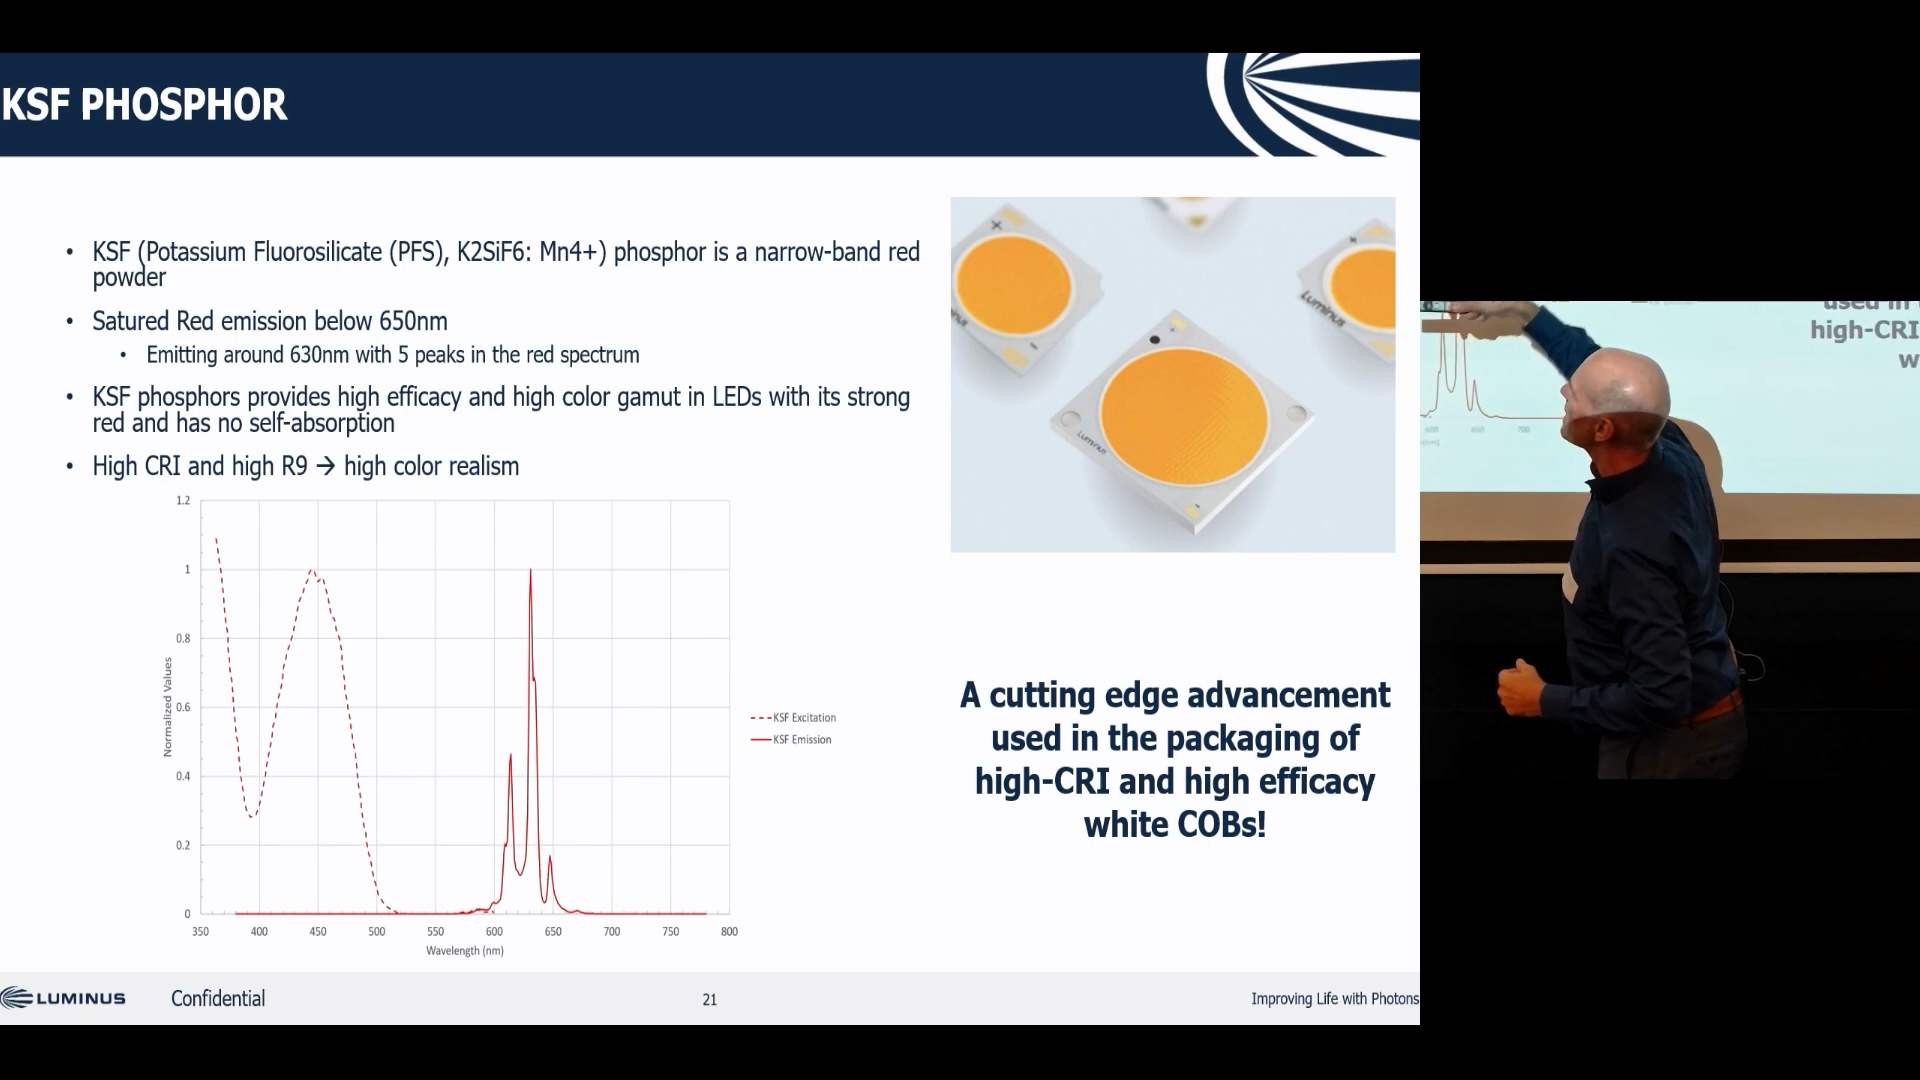 KSF PHOSPHOR
• KSF (Potassium Fluorosilicate (PFS), K2SiF6: Mn4+) phosphor is a narrow-band red
powder
• Satured Red emission below 650nm
• Emitting around 630nm with 5 peaks in the red spectrum
• KSF phosphors provides high efficacy and high color gamut in LEDs with its strong
red and has no self-absorption
• High CRI and high R9 → high color realism
1.2
1
0.8
0.6
0.4
0.2
0
Normalized Values
350 400 450 500 550 600 650 700 750 800
Wavelength (nm)
KSF Excitation
KSF Emission
+
-
Luminus
+
-
Luminus
A cutting edge advancement
used in the packaging of
high-CRI and high efficacy
white COBs!
LUMINUS
Confidential
21
Improving Life with Photons
used in
high-CRI
w
600 650 700